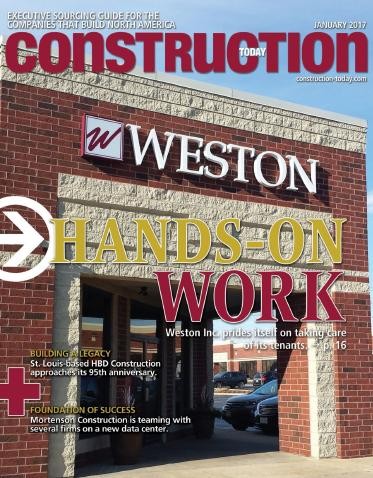 EXECUTIVE SOURCING GUIDE FOR THE
COMPANIES THAT BUILD NORTH AMERICA
JANUARY 2017
CONSTRUCTION
TODAY
construction-today.com
W WESTON
HANDS-ON
WORK
Weston Inc. prides itself on taking care
of its tenants. p. 16
BUILDING A LEGACY
St. Louis-based HBD Construction
approaches its 95th anniversary.
FOUNDATION OF SUCCESS
Mortenson Construction is teaming with
several firms on a new data center.